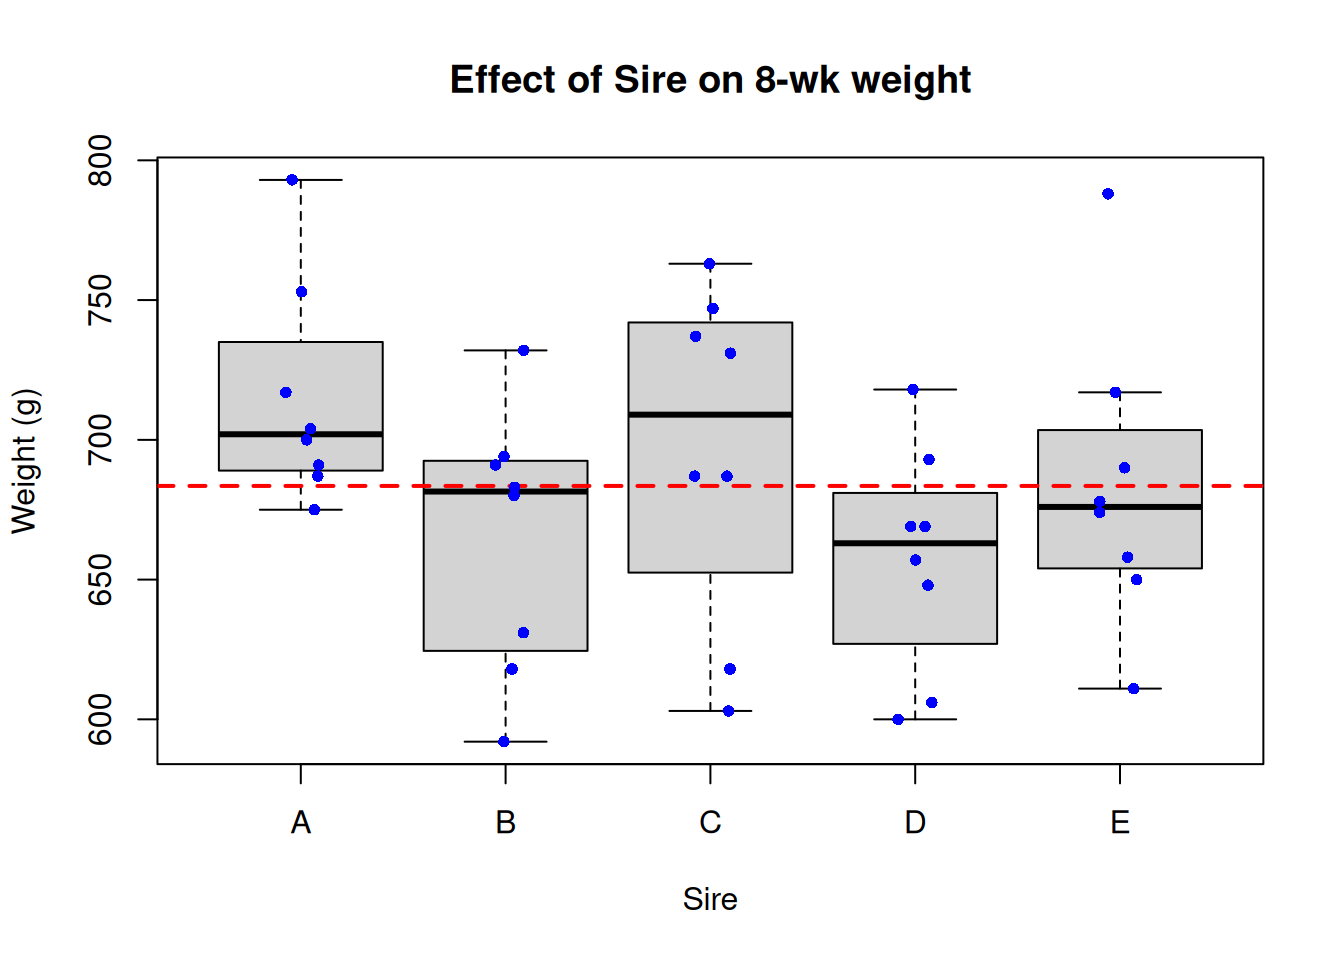 Effect of Sire on 8-wk weight
800
750
700
650
600
Weight (g)
A B C D E
Sire